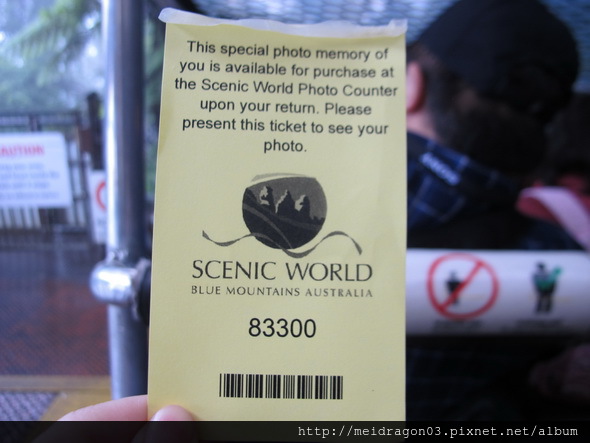 This special photo memory of
you is available for purchase at
the Scenic World Photo Counter
upon your return. Please
present this ticket to see your
photo.
SCENIC WORLD
BLUE MOUNTAINS AUSTRALIA
83300
CAUTION
http://meidragon03.pixnet.net/album